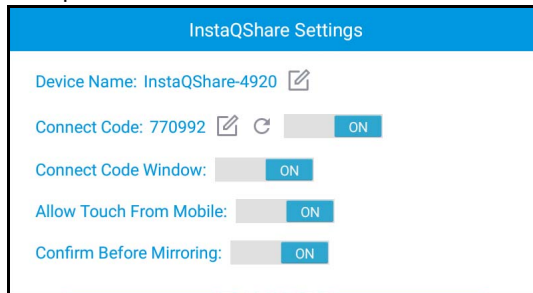 InstaQShare Settings
Device Name: InstaQShare-4920
Connect Code: 770992 ON
Connect Code Window: ON
Allow Touch From Mobile: ON
Confirm Before Mirroring: ON